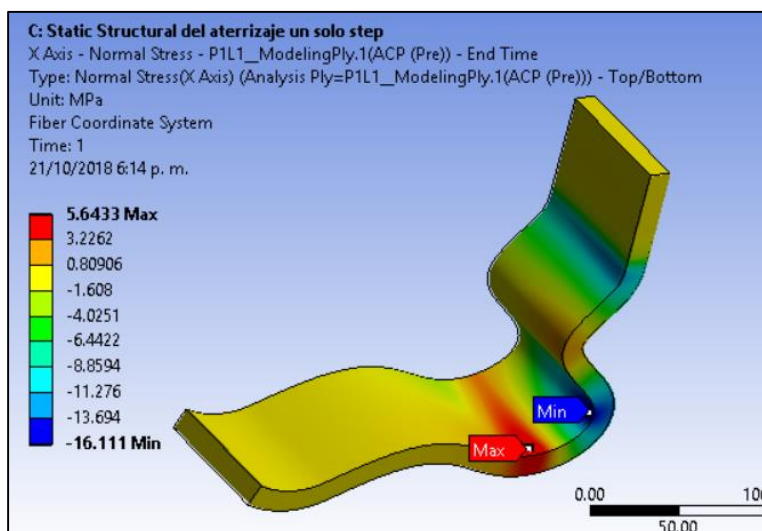 C: Static Structural del aterrizaje un solo step
X Axis - Normal Stress - P1L1__ModelingPly.1(ACP (Pre)) - End Time
Type: Normal Stress(X Axis) (Analysis Ply=P1L1__ModelingPly.1(ACP (Pre))) - Top/Bottom
Unit: MPa
Fiber Coordinate System
Time: 1
21/10/2018 6:14 p. m.
5.6433 Max
3.2262
0.80906
-1.608
-4.0251
-6.4422
-8.8594
-11.276
-13.694
-16.111 Min
Min
Max
0.00
50.00